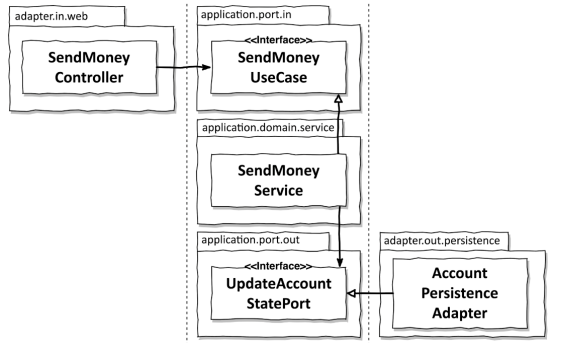 adapter.in.web
SendMoney
Controller
application.port.in
<<Interface>>
SendMoney
UseCase
application.domain.service
SendMoney
Service
application.port.out
<<Interface>>
UpdateAccount
StatePort
adapter.out.persistence
Account
Persistence
Adapter